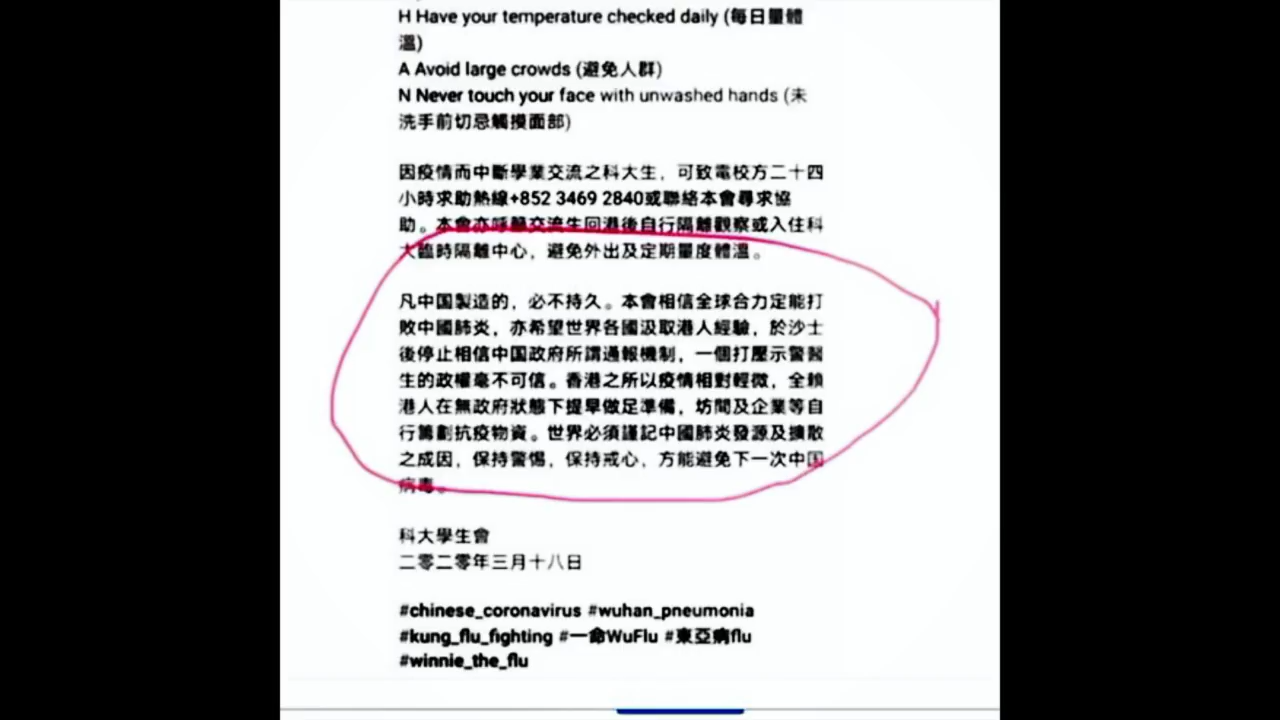 H Have your temperature checked daily (每日量體
溫)
A Avoid large crowds (避免人群)
N Never touch your face with unwashed hands (未
洗手前切忌觸摸面部)
因疫情而中斷學業交流之科大生，可致電校方二十四
小時求助熱線+852 3469 2840或聯絡本會尋求協
助。本會亦呼籲交流生回港後自行隔離觀察或入住科
大臨時隔離中心，避免外出及定期量度體溫。
凡中国製造的，必不持久。本會相信全球合力定能打
敗中國肺炎，亦希望世界各國汲取港人經驗，於沙士
後停止相信中国政府所謂通報機制，一個打壓示警醫
生的政權毫不可信。香港之所以疫情相對輕微，全賴
港人在無政府狀態下提早做足準備，坊間及企業等自
行籌劃抗疫物資。世界必須謹記中國肺炎發源及擴散
之成因，保持警惕，保持戒心，方能避免下一次中国
病毒。
科大學生會
二零二零年三月十八日
#chinese_coronavirus #wuhan_pneumonia
#kung_flu_fighting #一命WuFlu #東亞病flu
#winnie_the_flu